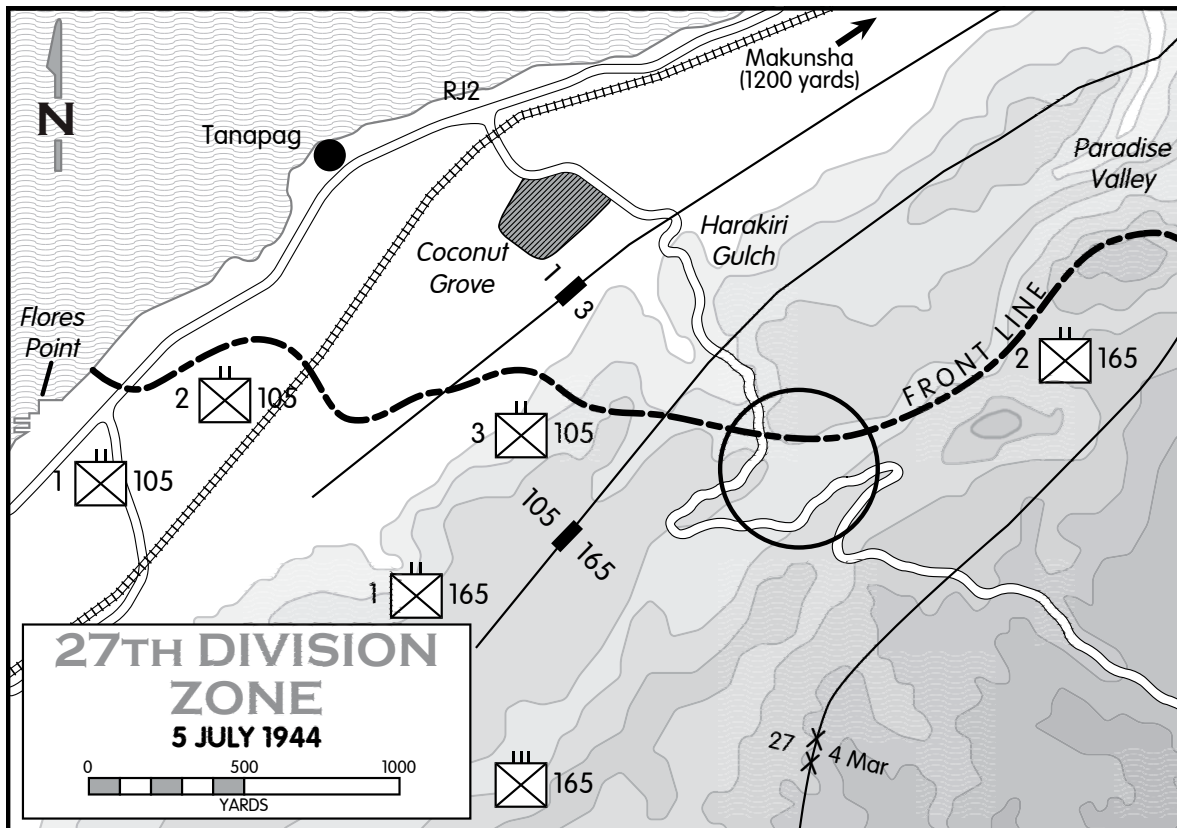 Makunsha
(1200 yards)
RJ2
N
Tanapag
Paradise
Valley
Harakiri
Gulch
Coconut
Grove
1
3
Flores
Point
FRONT LINE
2 165
2 105
3 105
1 105
105
165
1 165
27TH DIVISION
ZONE
5 JULY 1944
0 500 1000
YARDS
27 4 Mar
165